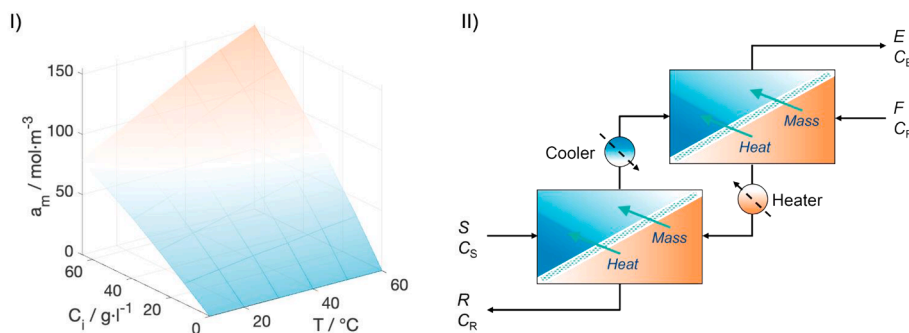 I)
a_m / mol·m⁻³
150
100
50
0
C_i / g·l⁻¹
60
40
20
0
T / °C
20
40
60
II)
E
C_E
F
C_F
Mass
Heat
Cooler
Heater
S
C_S
Mass
Heat
R
C_R